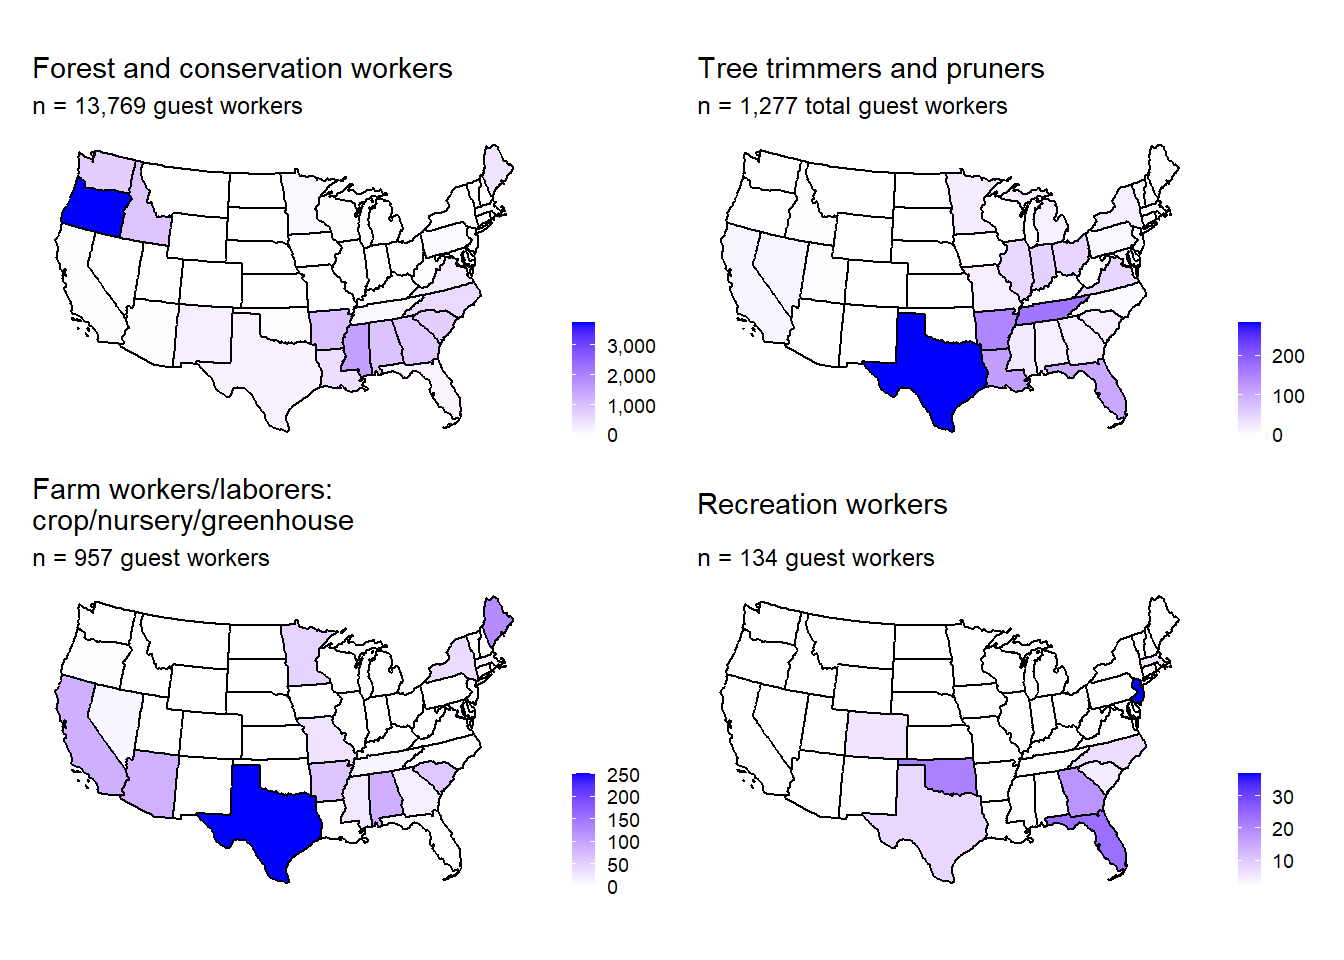 Forest and conservation workers
n = 13,769 guest workers
3,000
2,000
1,000
0
Tree trimmers and pruners
n = 1,277 total guest workers
200
100
0
Farm workers/laborers:
crop/nursery/greenhouse
n = 957 guest workers
250
200
150
100
50
0
Recreation workers
n = 134 guest workers
30
20
10